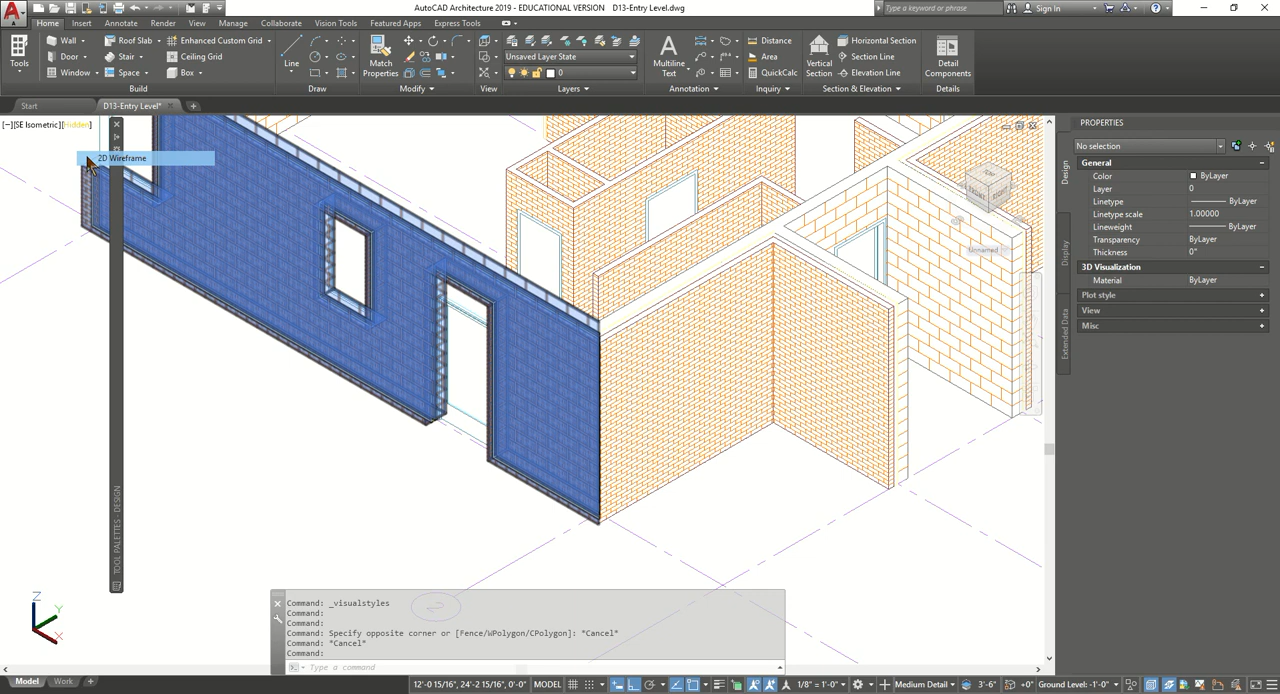 AutoCAD Architecture 2019 - EDUCATIONAL VERSION D13-Entry Level.dwg
Type a keyword or phrase
Sign In
Home Insert Annotate Render View Manage Collaborate Vision Tools Featured Apps Express Tools
Tools
Wall
Door
Window
Roof Slab
Stair
Space
Enhanced Custom Grid
Ceiling Grid
Box
Build
Line
Draw
Match
Properties
Modify
View
Unsaved Layer State
0
Layers
Multiline
Text
Annotation
Distance
Area
QuickCalc
Inquiry
Vertical
Section
Horizontal Section
Section Line
Elevation Line
Section & Elevation
Detail
Components
Details
Start
D13-Entry Level*
[−][SE Isometric][Hidden]
2D Wireframe
TOOL PALETTES - DESIGN
TOP
FRONT
RIGHT
Unnamed
PROPERTIES
No selection
Design
Display
Extended Data
General
Color ByLayer
Layer 0
Linetype ByLayer
Linetype scale 1.00000
Lineweight ByLayer
Transparency ByLayer
Thickness 0"
3D Visualization
Material ByLayer
Plot style
View
Misc
Z
Y
X
Command: _visualstyles
Command:
Command:
Command: Specify opposite corner or [Fence/WPolygon/CPolygon]: *Cancel*
Command: *Cancel*
Command:
Type a command
Model Work
12'-0 15/16", 24'-2 15/16", 0'-0" MODEL 1/8" = 1'-0" Medium Detail 3'-6" +0" Ground Level: -1'-0"